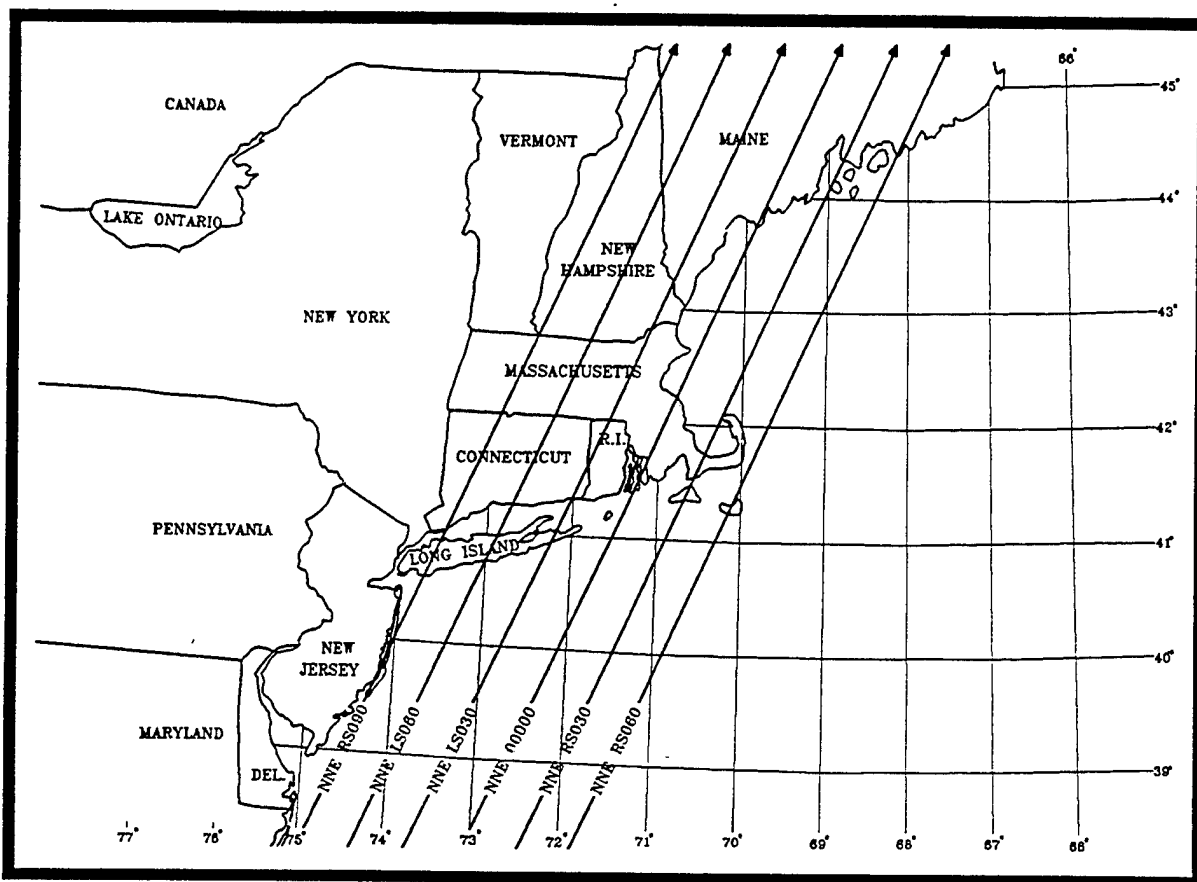 66°
45°
CANADA
VERMONT
MAINE
44°
LAKE ONTARIO
NEW
HAMPSHIRE
43°
NEW YORK
MASSACHUSETTS
42°
R.I.
CONNECTICUT
PENNSYLVANIA
41°
LONG ISLAND
NEW
JERSEY
40°
MARYLAND
NNE RS090
NNE LS060
NNE LS030
NNE 00000
NNE RS030
NNE RS060
DEL.
39°
77°
76°
75°
74°
73°
72°
71°
70°
69°
68°
67°
68°